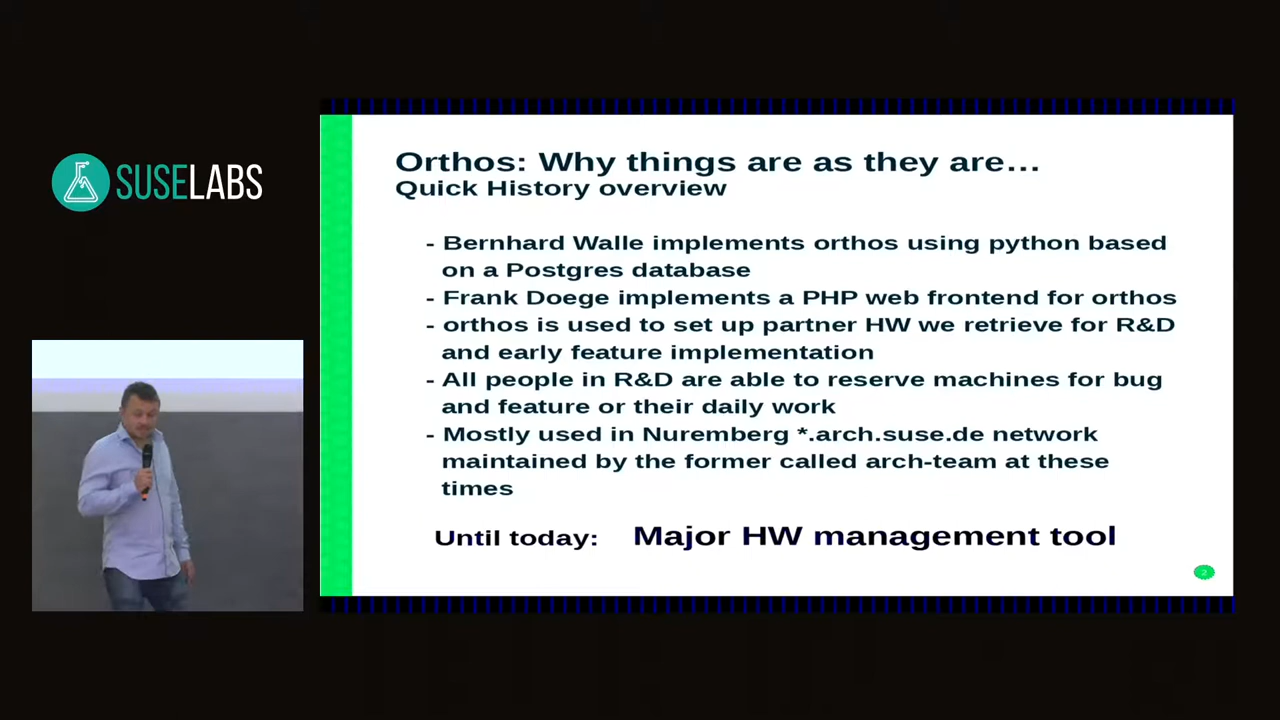 SUSELABS
Orthos: Why things are as they are...
Quick History overview
- Bernhard Walle implements orthos using python based
on a Postgres database
- Frank Doege implements a PHP web frontend for orthos
- orthos is used to set up partner HW we retrieve for R&D
and early feature implementation
- All people in R&D are able to reserve machines for bug
and feature or their daily work
- Mostly used in Nuremberg *.arch.suse.de network
maintained by the former called arch-team at these
times
Until today: Major HW management tool
2